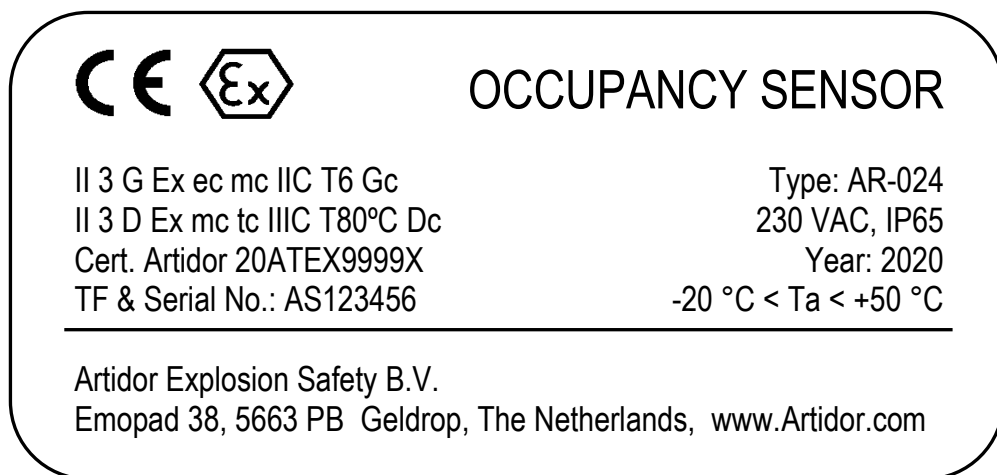 CE Ex OCCUPANCY SENSOR
II 3 G Ex ec mc IIC T6 Gc
Type: AR-024
II 3 D Ex mc tc IIIC T80ºC Dc
230 VAC, IP65
Cert. Artidor 20ATEX9999X
Year: 2020
TF & Serial No.: AS123456
-20 °C < Ta < +50 °C
Artidor Explosion Safety B.V.
Emopad 38, 5663 PB Geldrop, The Netherlands, www.Artidor.com